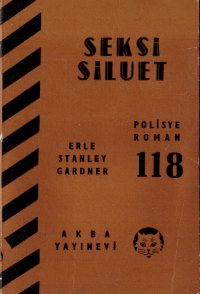 SEKSİ
SİLUET
ERLE
STANLEY
GARDNER
POLİSYE
ROMAN
118
AKBA
YAYINEVİ